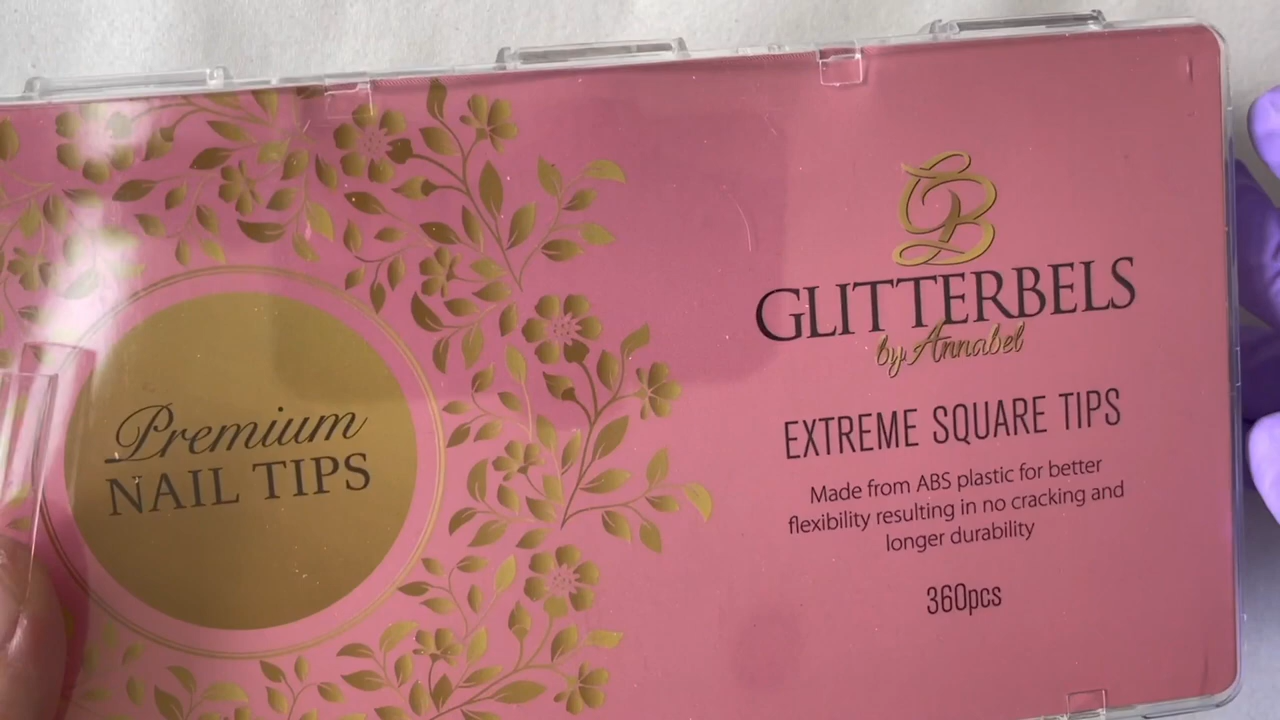 Premium
NAIL TIPS
GB
GLITTERBELS
by Annabel
EXTREME SQUARE TIPS
Made from ABS plastic for better
flexibility resulting in no cracking and
longer durability
360pcs